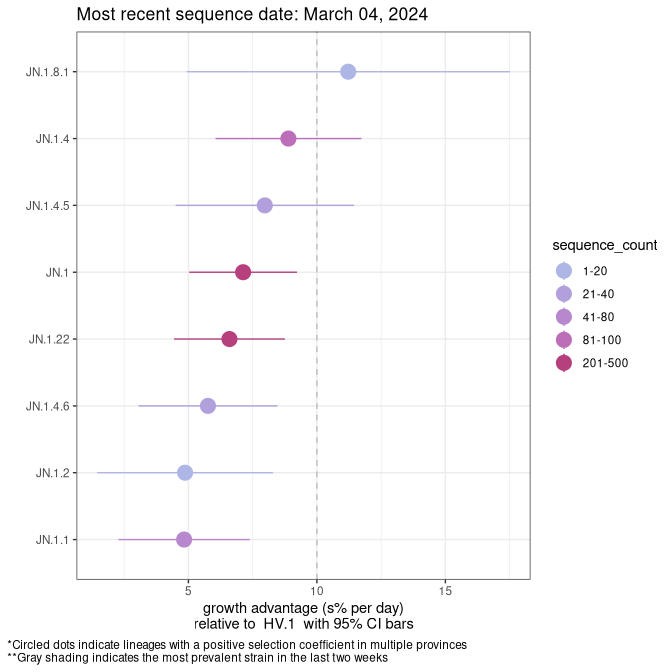 Most recent sequence date: March 04, 2024
JN.1.8.1
JN.1.4
JN.1.4.5
JN.1
JN.1.22
JN.1.4.6
JN.1.2
JN.1.1
5
10
15
growth advantage (s% per day)
relative to HV.1 with 95% CI bars
sequence_count
1-20
21-40
41-80
81-100
201-500
*Circled dots indicate lineages with a positive selection coefficient in multiple provinces
**Gray shading indicates the most prevalent strain in the last two weeks